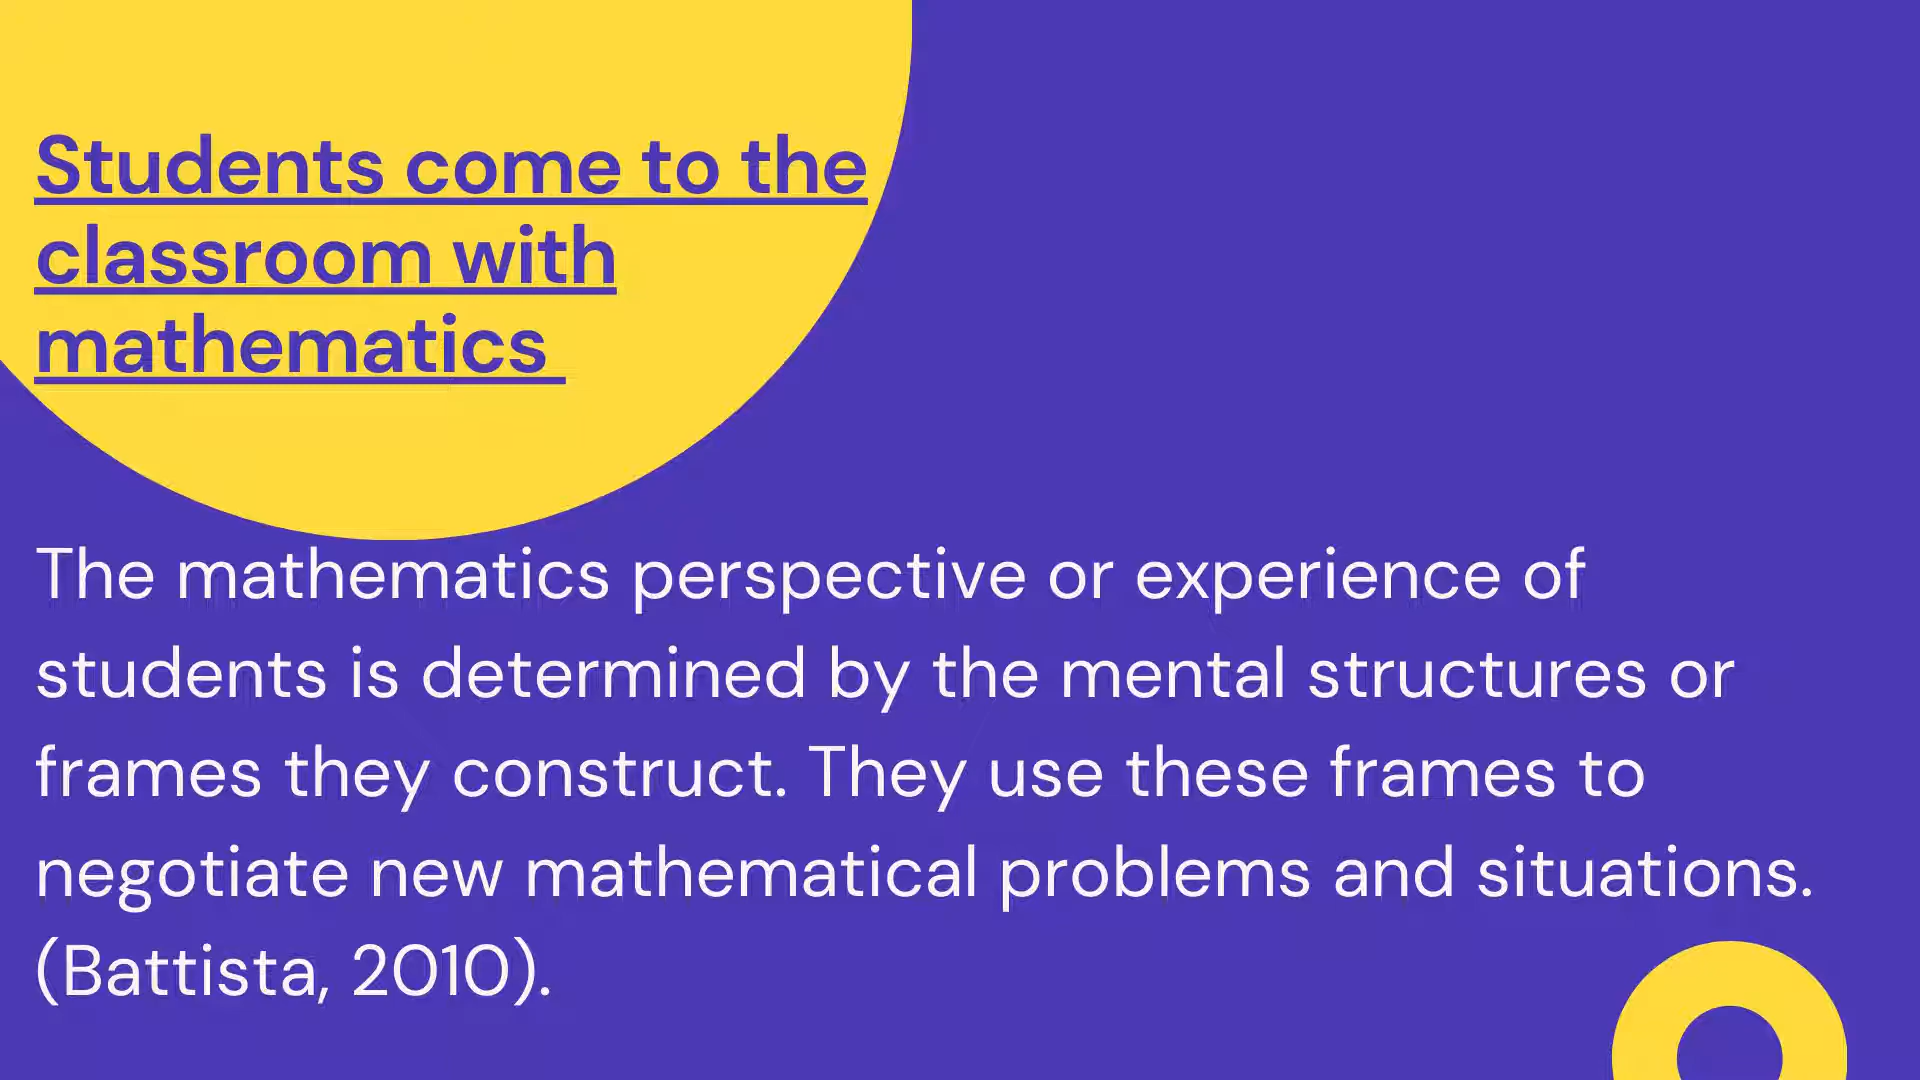 Students come to the
classroom with
mathematics
The mathematics perspective or experience of
students is determined by the mental structures or
frames they construct. They use these frames to
negotiate new mathematical problems and situations.
(Battista, 2010).